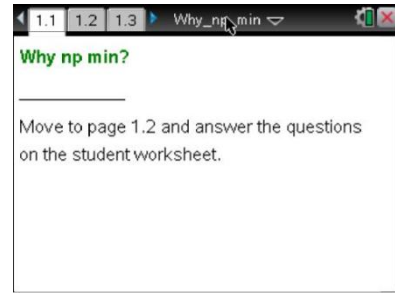 1.1 1.2 1.3 Why_np_min
Why np min?
Move to page 1.2 and answer the questions
on the student worksheet.